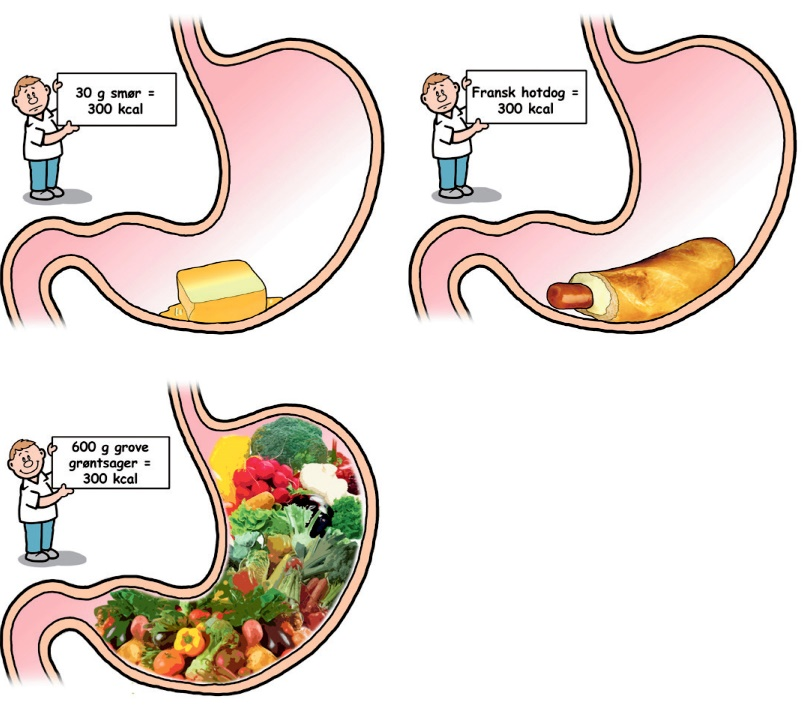 30 g smør =
300 kcal
Fransk hotdog =
300 kcal
600 g grove
grøntsager =
300 kcal